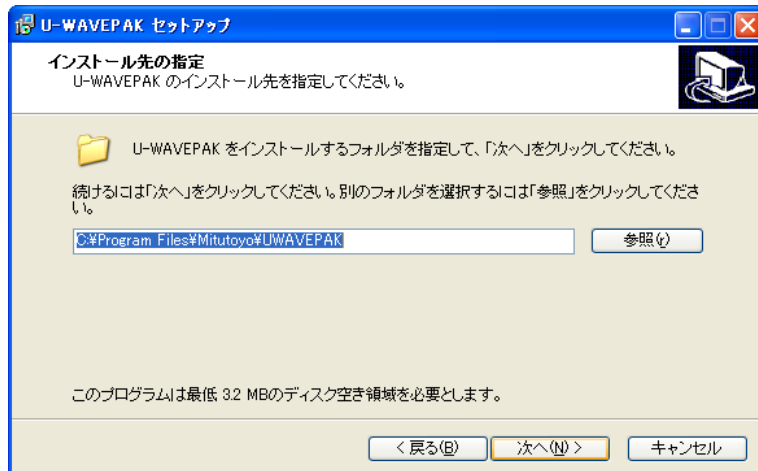 U-WAVEPAK セットアップ
インストール先の指定
U-WAVEPAK のインストール先を指定してください。
U-WAVEPAK をインストールするフォルダを指定して、「次へ」をクリックしてください。
続けるには「次へ」をクリックしてください。別のフォルダを選択するには「参照」をクリックしてくださ
い。
C:¥Program Files¥Mitutoyo¥UWAVEPAK
参照(r)
このプログラムは最低 3.2 MBのディスク空き領域を必要とします。
< 戻る(B)
次へ(N) >
キャンセル